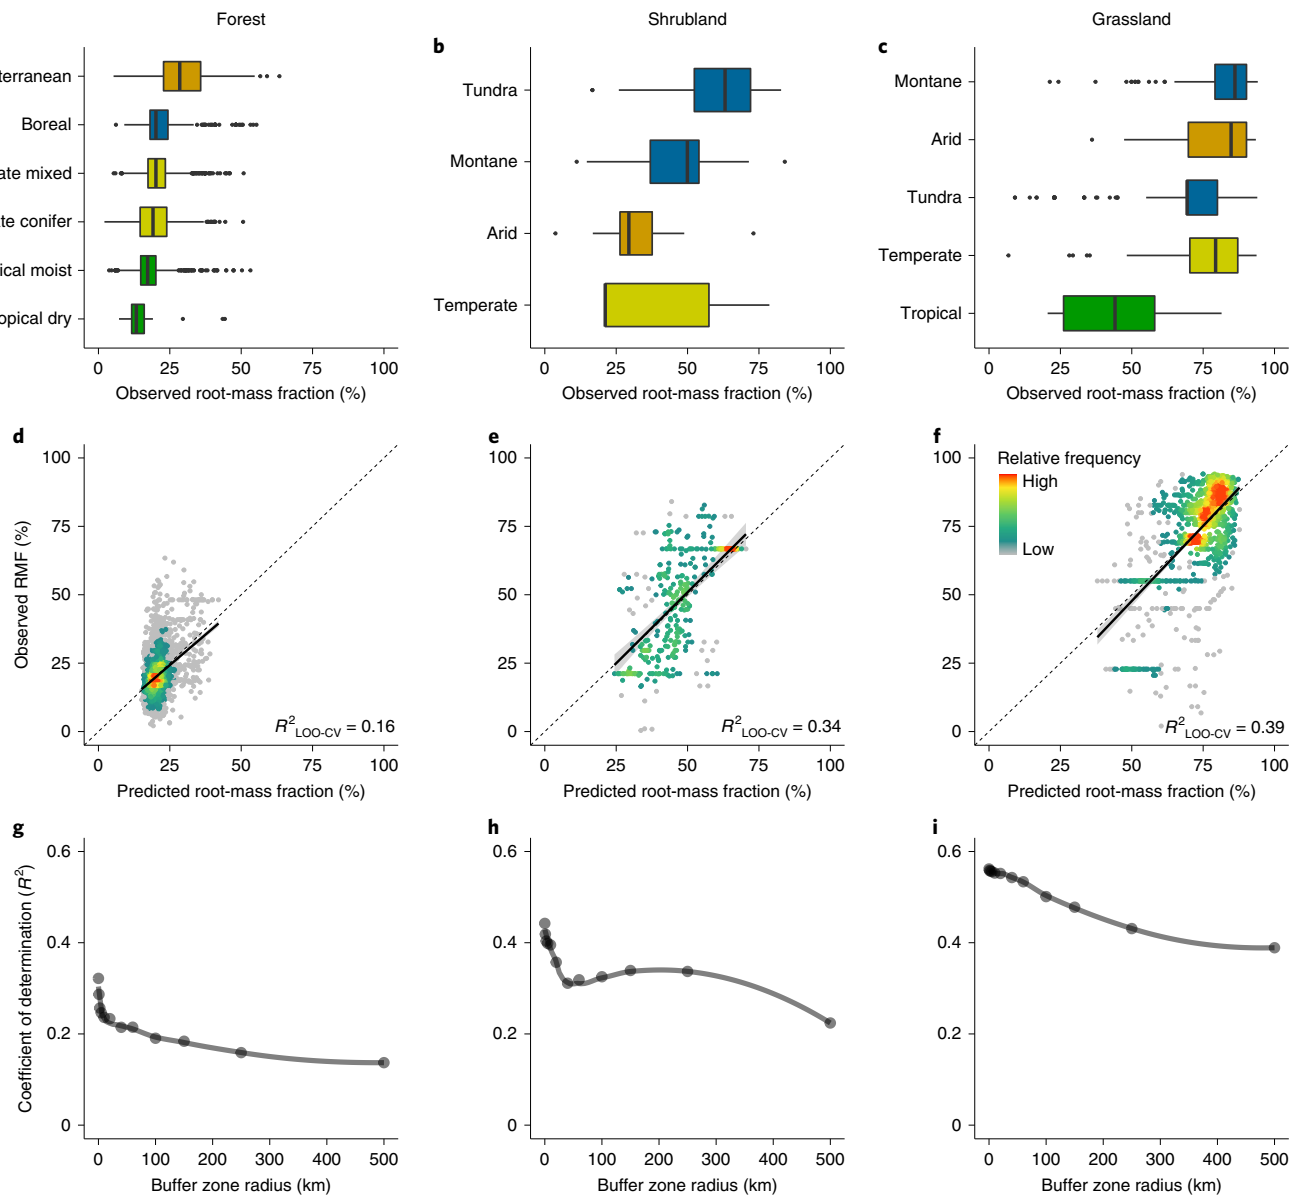 Forest
Shrubland
Grassland
b
c
terranean
Boreal
ate mixed
te conifer
ical moist
opical dry
0 25 50 75 100
Observed root-mass fraction (%)
Tundra
Montane
Arid
Temperate
0 25 50 75 100
Observed root-mass fraction (%)
Montane
Arid
Tundra
Temperate
Tropical
0 25 50 75 100
Observed root-mass fraction (%)
d
Observed RMF (%)
100
75
50
25
0
R²LOO-CV = 0.16
0 25 50 75 100
Predicted root-mass fraction (%)
e
100
75
50
25
0
R²LOO-CV = 0.34
0 25 50 75 100
Predicted root-mass fraction (%)
f
Relative frequency
High
Low
100
75
50
25
0
R²LOO-CV = 0.39
0 25 50 75 100
Predicted root-mass fraction (%)
g
Coefficient of determination (R²)
0.6
0.4
0.2
0
0 100 200 300 400 500
Buffer zone radius (km)
h
0.6
0.4
0.2
0
0 100 200 300 400 500
Buffer zone radius (km)
i
0.6
0.4
0.2
0
0 100 200 300 400 500
Buffer zone radius (km)